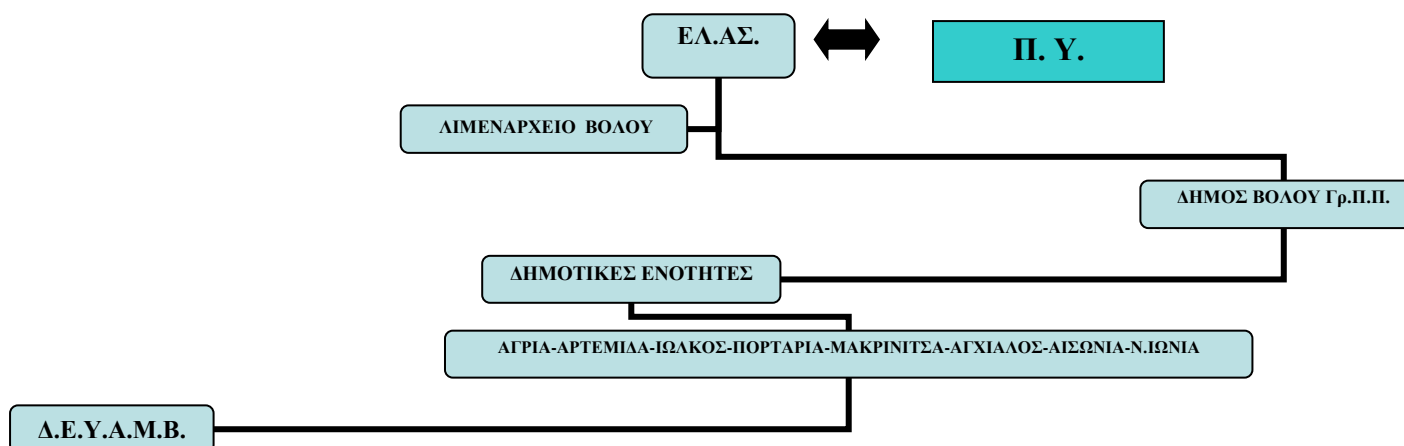 ΕΛ.ΑΣ.
Π. Υ.
ΛΙΜΕΝΑΡΧΕΙΟ ΒΟΛΟΥ
ΔΗΜΟΣ ΒΟΛΟΥ Γρ.Π.Π.
ΔΗΜΟΤΙΚΕΣ ΕΝΟΤΗΤΕΣ
ΑΓΡΙΑ-ΑΡΤΕΜΙΔΑ-ΙΩΛΚΟΣ-ΠΟΡΤΑΡΙΑ-ΜΑΚΡΙΝΙΤΣΑ-ΑΓΧΙΑΛΟΣ-ΑΙΣΩΝΙΑ-Ν.ΙΩΝΙΑ
Δ.Ε.Υ.Α.Μ.Β.